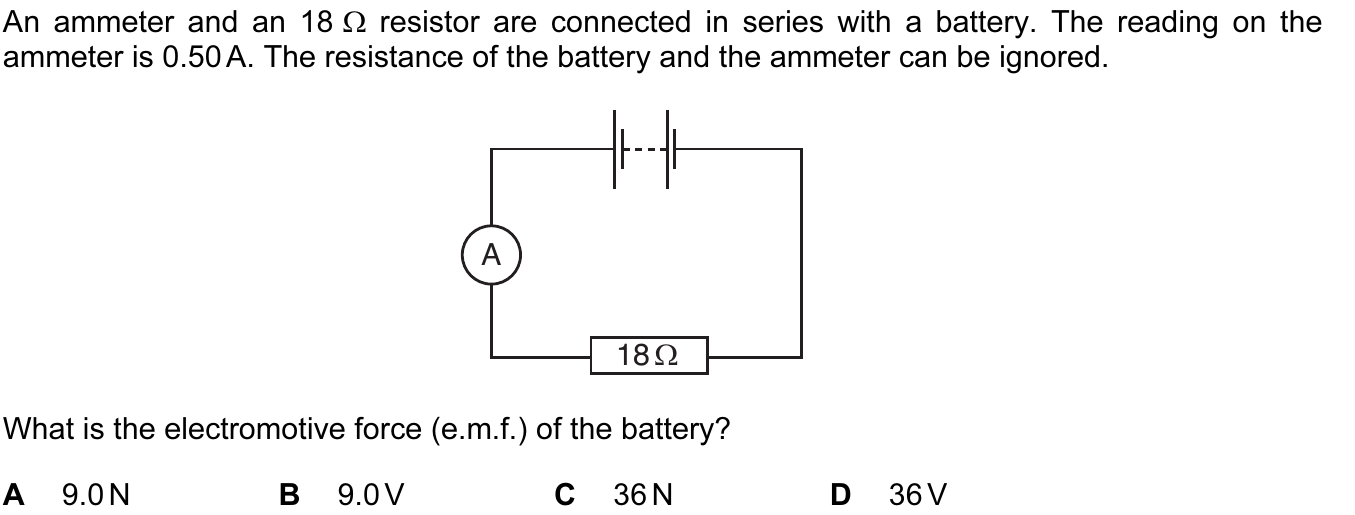 An ammeter and an 18 Ω resistor are connected in series with a battery. The reading on the
ammeter is 0.50 A. The resistance of the battery and the ammeter can be ignored.
A
18 Ω
What is the electromotive force (e.m.f.) of the battery?
A 9.0 N B 9.0 V C 36 N D 36 V